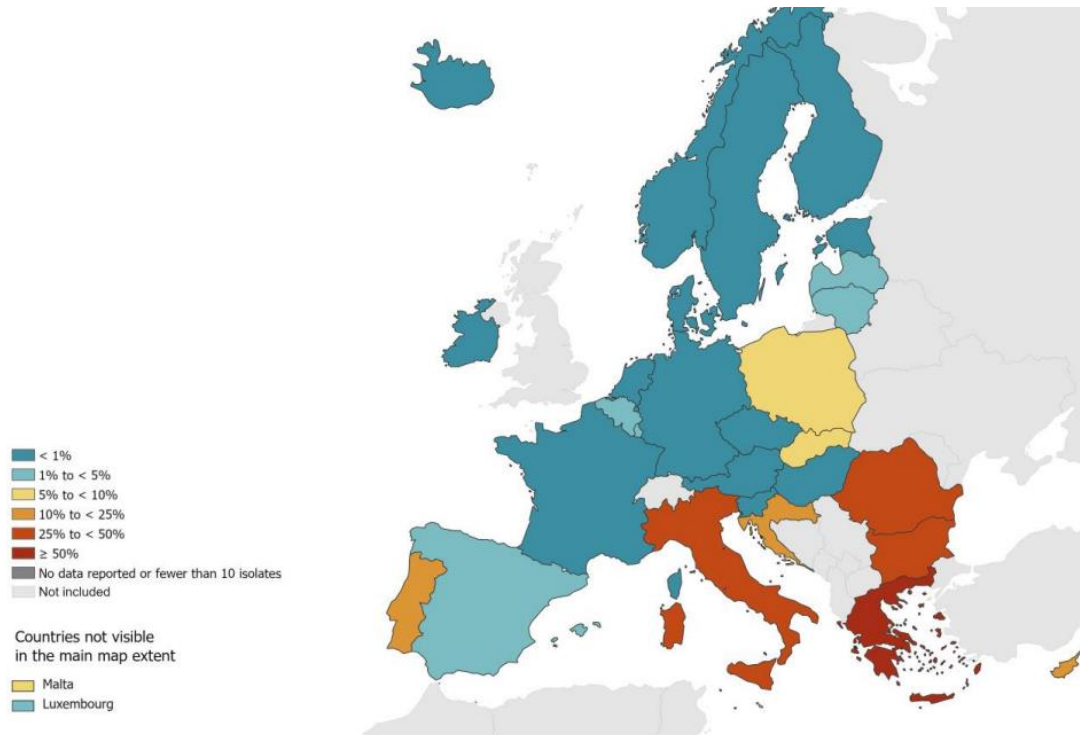 < 1%
1% to < 5%
5% to < 10%
10% to < 25%
25% to < 50%
≥ 50%
No data reported or fewer than 10 isolates
Not included
Countries not visible
in the main map extent
Malta
Luxembourg